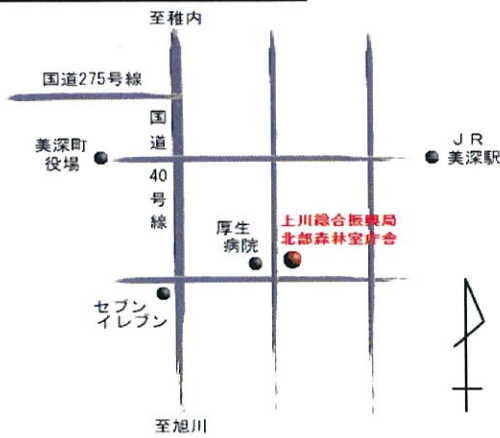 至稚内
国道275号線
国道40号線
美深町
役場
JR
美深駅
上川総合振興局
北部森林室庁舎
厚生
病院
セブン
イレブン
至旭川